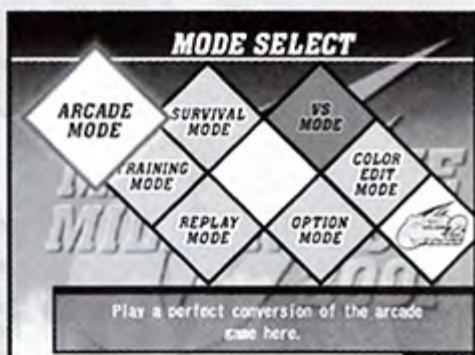 MODE SELECT
ARCADE
MODE
SURVIVAL
MODE
VS
MODE
TRAINING
MODE
COLOR
EDIT
MODE
REPLAY
MODE
OPTION
MODE
Play a perfect conversion of the arcade
game here.